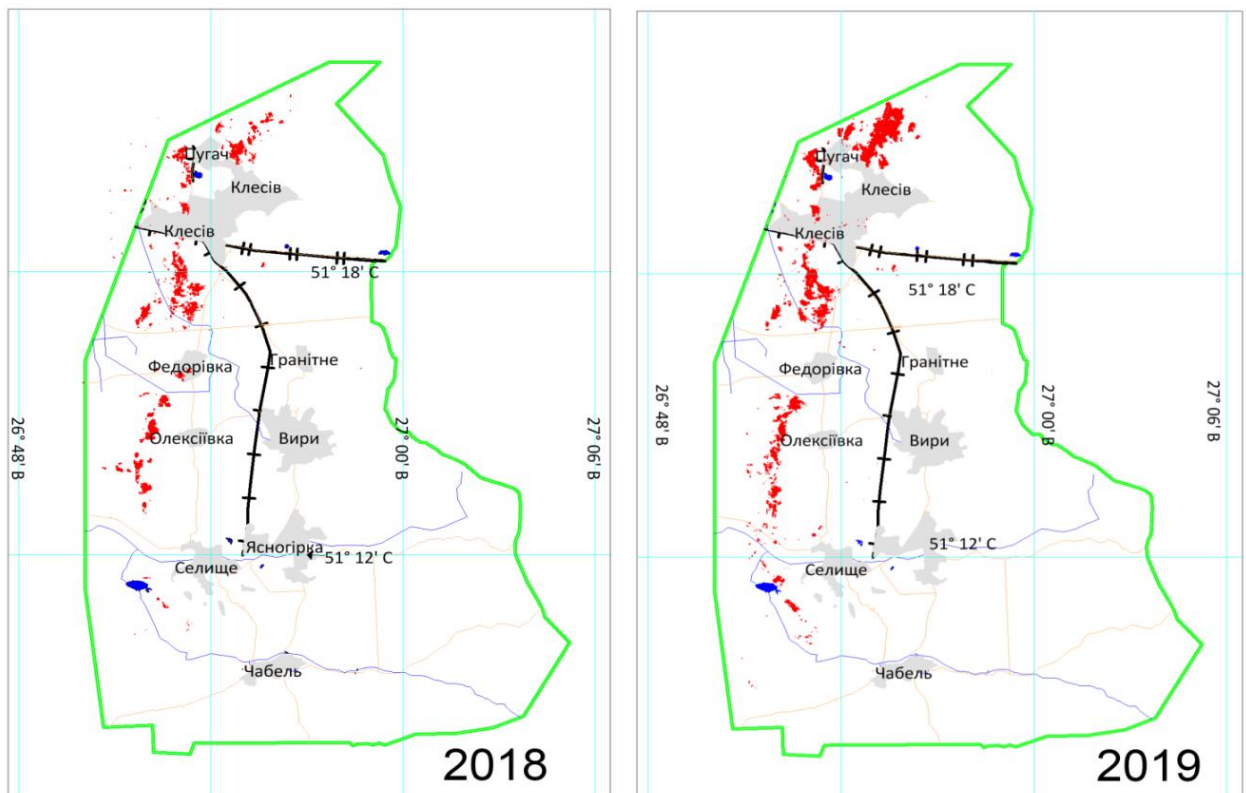 Пугач
Клесів
Клесів
51° 18' С
Федорівка
Гранітне
Олексіївка
Вири
26° 48' В
27° 00' В
27° 06' В
Ясногірка
51° 12' С
Селище
Чабель
2018
Пугач
Клесів
Клесів
51° 18' С
Федорівка
Гранітне
Олексіївка
Вири
26° 48' В
27° 00' В
27° 06' В
51° 12' С
Селище
Чабель
2019